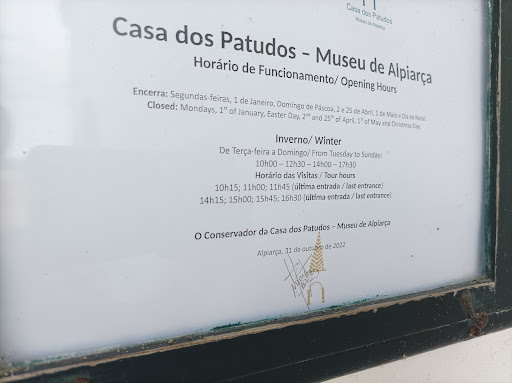 Casa dos Patudos
Museu de Alpiarça
Casa dos Patudos – Museu de Alpiarça
Horário de Funcionamento/ Opening Hours
Encerra: Segundas-feiras, 1 de Janeiro, Domingo de Páscoa, 2 e 25 de Abril, 1 de Maio e Dia de Natal.
Closed: Mondays, 1st of January, Easter Day, 2nd and 25th of April, 1st of May and Christmas Day.
Inverno/ Winter
De Terça-feira a Domingo/ From Tuesday to Sunday:
10h00 – 12h30 – 14h00 – 17h30
Horário das Visitas / Tour hours
10h15; 11h00; 11h45 (última entrada / last entrance)
14h15; 15h00; 15h45; 16h30 (última entrada / last entrance)
O Conservador da Casa dos Patudos – Museu de Alpiarça
Alpiarça, 31 de outubro de 2022